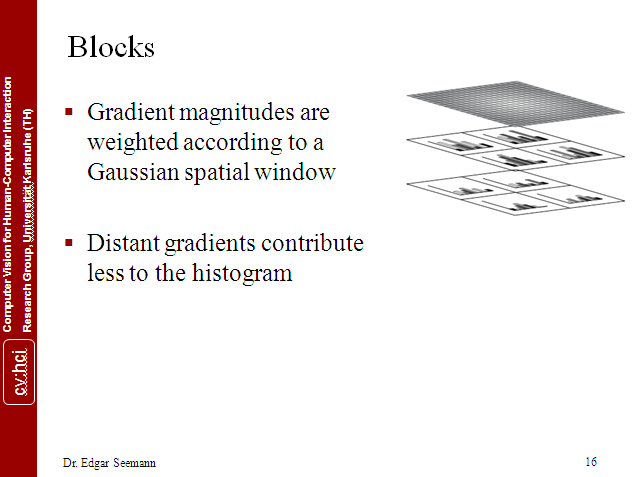 Blocks
▪ Gradient magnitudes are
weighted according to a
Gaussian spatial window
▪ Distant gradients contribute
less to the histogram
Computer Vision for Human-Computer Interaction
Research Group, Universität Karlsruhe (TH)
cv:hci
Dr. Edgar Seemann
16